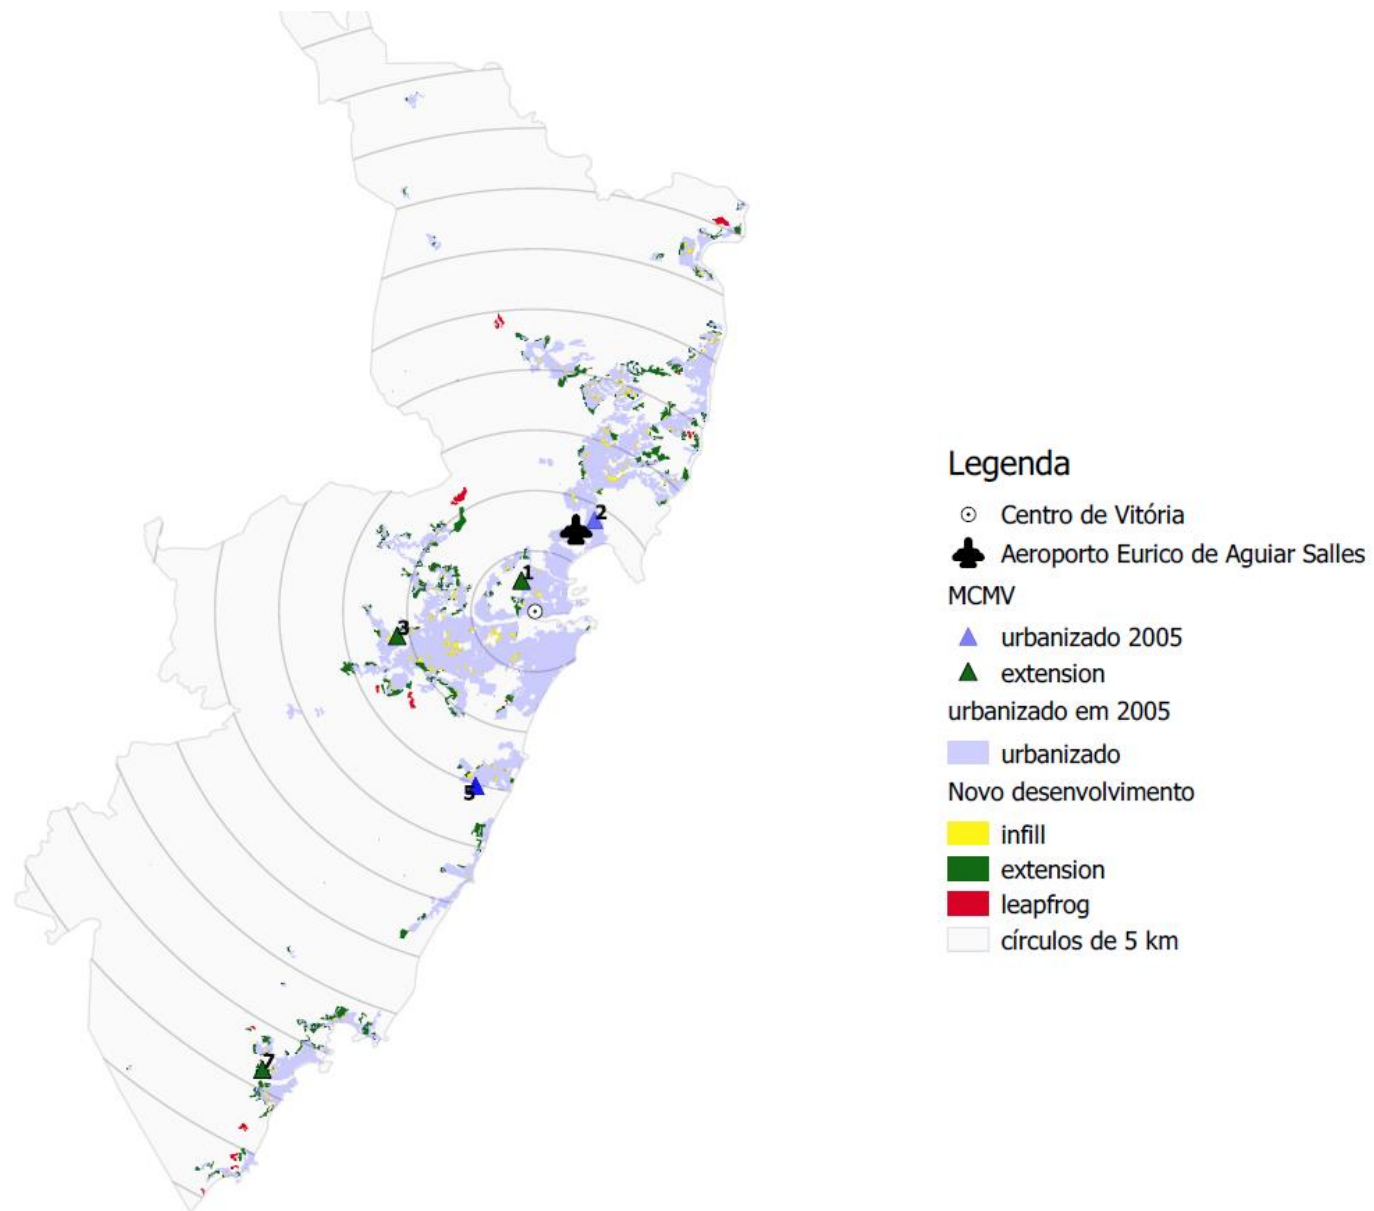 2
1
3
5
7
Legenda
Centro de Vitória
Aeroporto Eurico de Aguiar Salles
MCMV
urbanizado 2005
extension
urbanizado em 2005
urbanizado
Novo desenvolvimento
infill
extension
leapfrog
círculos de 5 km